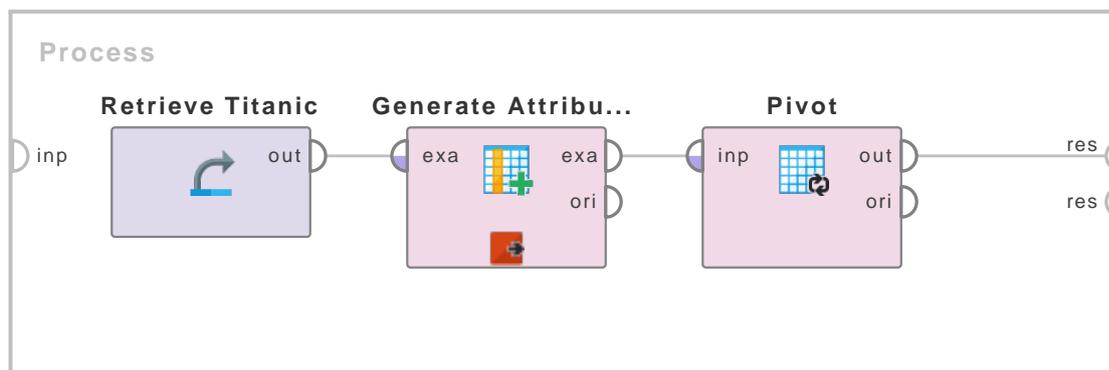 Process
Retrieve Titanic Generate Attribu... Pivot
inp out exa exa inp out res
ori ori res